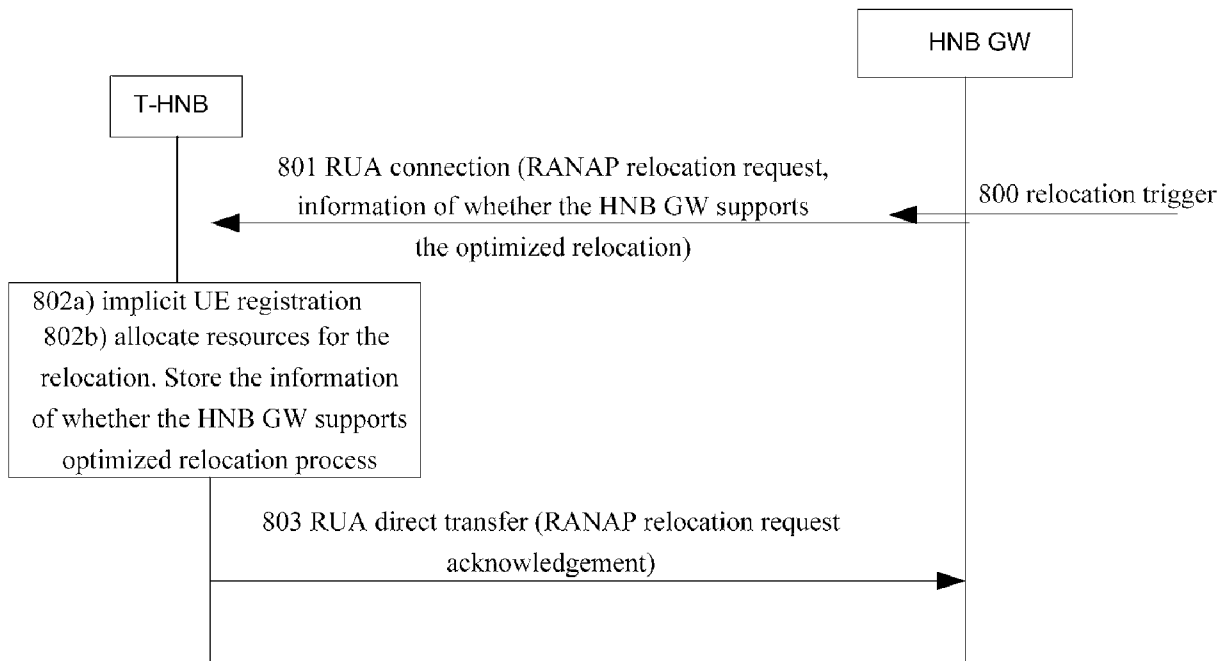 HNB GW
T-HNB
801 RUA connection (RANAP relocation request,
information of whether the HNB GW supports
the optimized relocation)
800 relocation trigger
802a) implicit UE registration
802b) allocate resources for the
relocation. Store the information
of whether the HNB GW supports
optimized relocation process
803 RUA direct transfer (RANAP relocation request
acknowledgement)